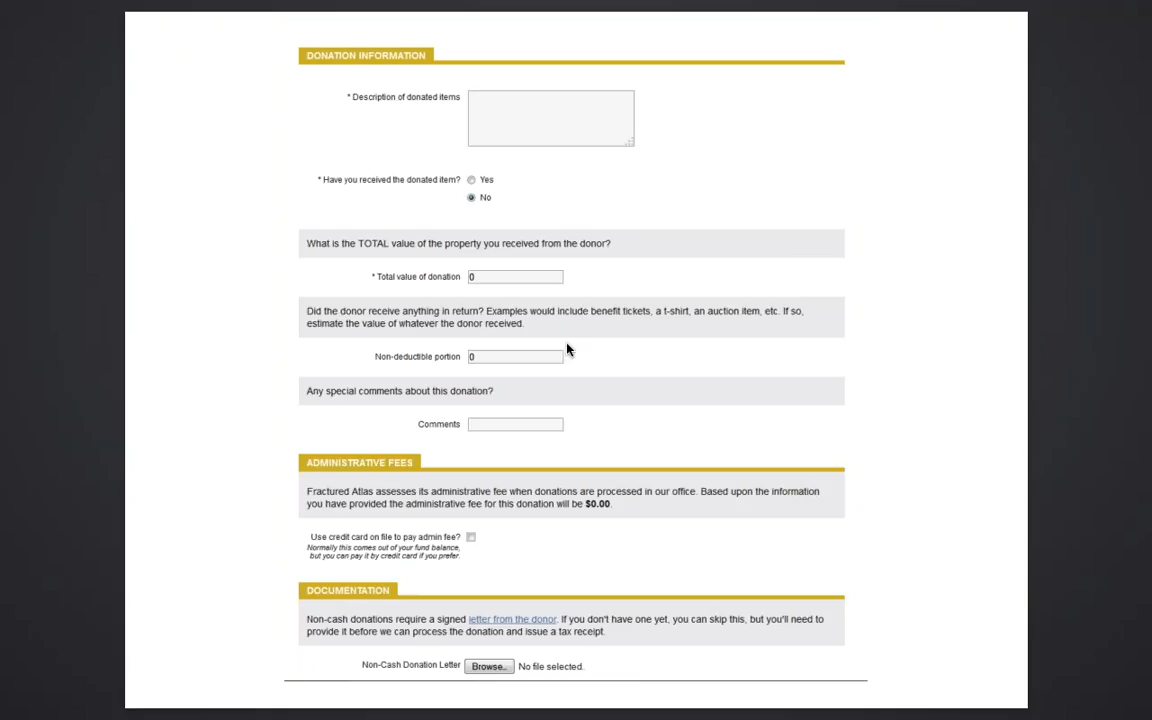 DONATION INFORMATION
* Description of donated items
* Have you received the donated item?
Yes
No
What is the TOTAL value of the property you received from the donor?
* Total value of donation
0
Did the donor receive anything in return? Examples would include benefit tickets, a t-shirt, an auction item, etc. If so,
estimate the value of whatever the donor received.
Non-deductible portion
0
Any special comments about this donation?
Comments
ADMINISTRATIVE FEES
Fractured Atlas assesses its administrative fee when donations are processed in our office. Based upon the information
you have provided the administrative fee for this donation will be $0.00.
Use credit card on file to pay admin fee?
Normally this comes out of your fund balance,
but you can pay it by credit card if you prefer.
DOCUMENTATION
Non-cash donations require a signed letter from the donor. If you don't have one yet, you can skip this, but you'll need to
provide it before we can process the donation and issue a tax receipt.
Non-Cash Donation Letter
Browse..
No file selected.